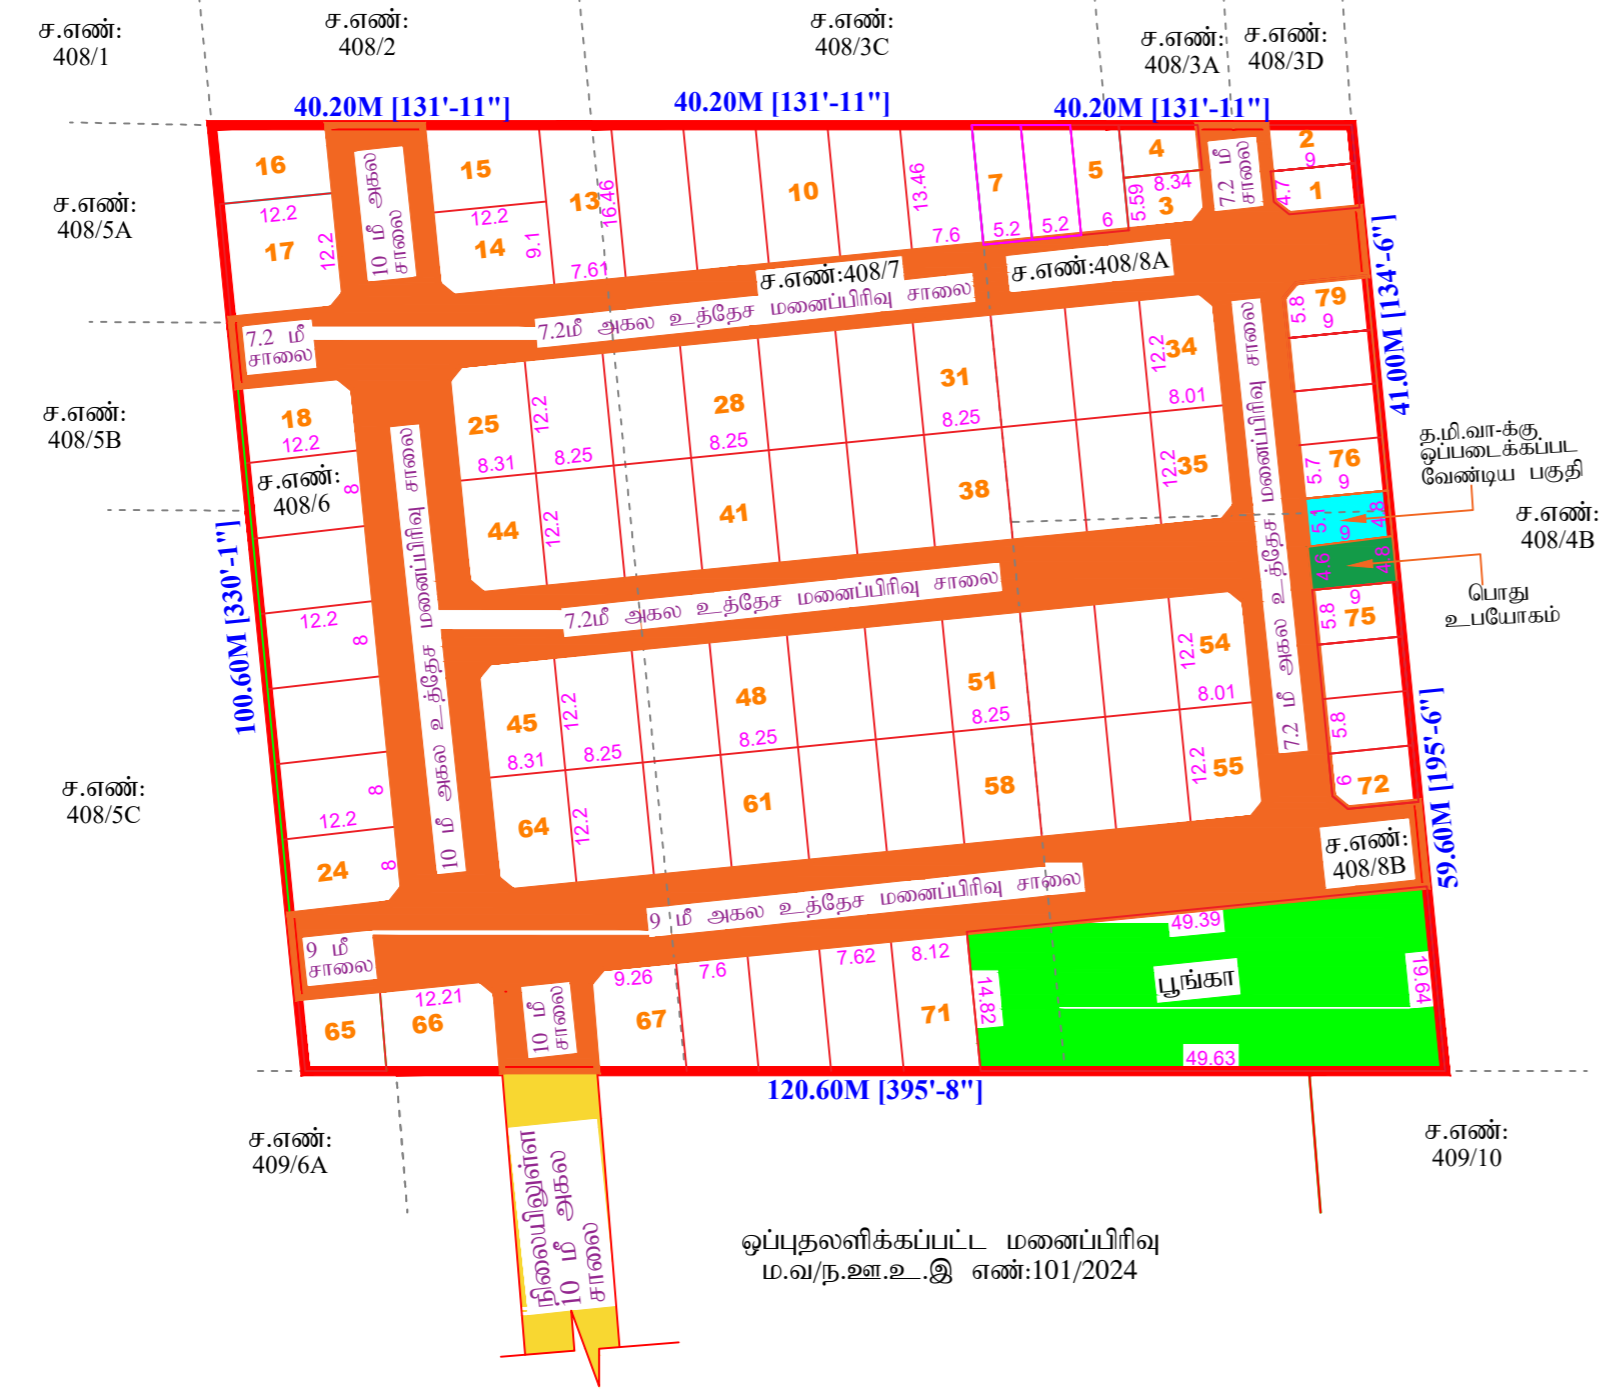 ச.எண்:
408/1
ச.எண்:
408/2
ச.எண்:
408/3C
ச.எண்:
408/3A
ச.எண்:
408/3D
40.20M [131'-11"]
40.20M [131'-11"]
40.20M [131'-11"]
16
12.2
17
12.2
10 மீ அகல
சாலை
15
12.2
14
9.1
13
16.46
7.61
10
13.46
7.6
7
5.2
5.2
5
6
4
8.34
5.59
3
7.2 மீ
சாலை
2
9
4.7
1
ச.எண்:
408/5A
ச.எண்:408/7
ச.எண்:408/8A
7.2 மீ
சாலை
7.2மீ அகல உத்தேச மனைப்பிரிவு சாலை
41.00M [134'-6"]
79
5.8
9
ச.எண்:
408/5B
18
12.2
ச.எண்:
408/6
8
25
12.2
8.31
8.25
28
8.25
31
8.25
34
12.2
8.01
35
12.2
38
41
44
12.2
76
5.7
9
த.மி.வா-க்கு
ஒப்படைக்கப்பட
வேண்டிய பகுதி
5.1
9
4.8
4.6
4.8
9
ச.எண்:
408/4B
பொது
உபயோகம்
10 மீ அகல உத்தேச மனைப்பிரிவு சாலை
7.2மீ அகல உத்தேச மனைப்பிரிவு சாலை
7.2 மீ அகல உத்தேச மனைப்பிரிவு சாலை
100.60M [330'-1"]
12.2
8
75
5.8
45
12.2
8.31
8.25
48
8.25
51
8.25
54
12.2
8.01
55
12.2
58
61
64
12.2
5.8
6
72
59.60M [195'-6"]
ச.எண்:
408/5C
8
12.2
24
8
ச.எண்:
408/8B
9 மீ
சாலை
9 மீ அகல உத்தேச மனைப்பிரிவு சாலை
65
12.21
66
10 மீ
சாலை
9.26
67
7.6
7.62
8.12
71
14.82
49.39
பூங்கா
19.64
49.63
120.60M [395'-8"]
ச.எண்:
409/6A
நிலையிலுள்ள
10 மீ அகல
சாலை
ச.எண்:
409/10
ஒப்புதலளிக்கப்பட்ட மனைப்பிரிவு
ம.வ/ந.ஊ.உ.இ எண்:101/2024